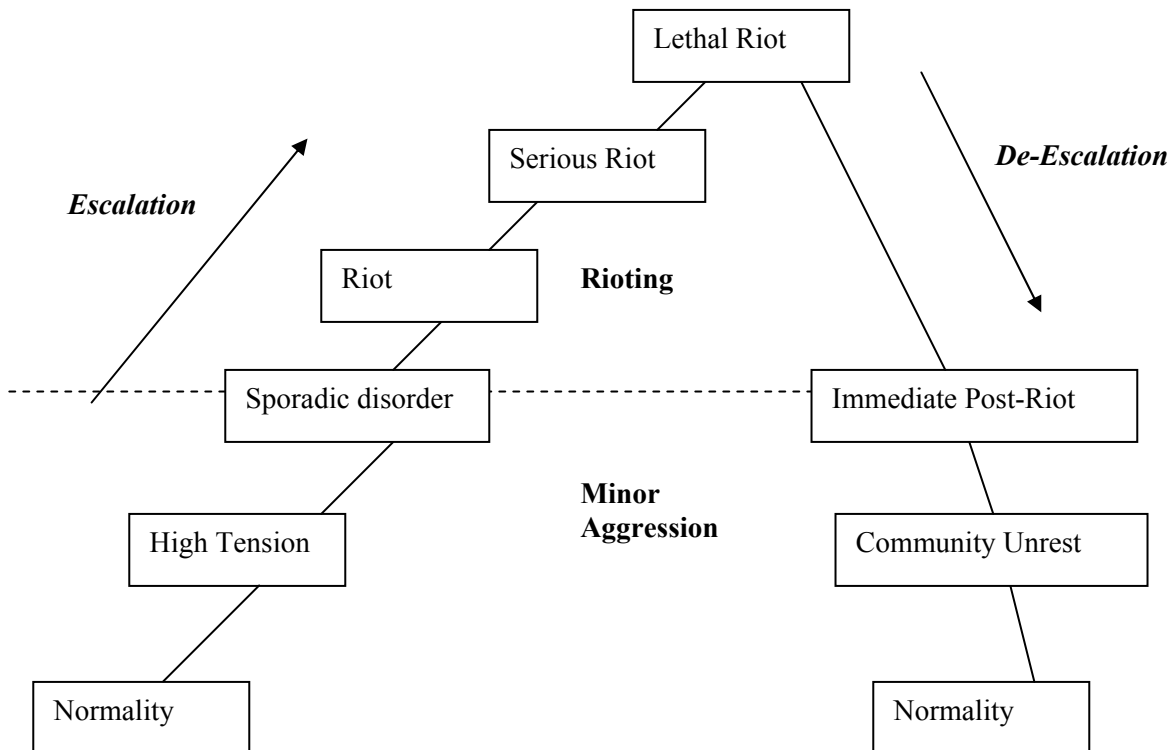 Lethal Riot
Serious Riot
De-Escalation
Escalation
Riot
Rioting
Sporadic disorder
Immediate Post-Riot
Minor
Aggression
High Tension
Community Unrest
Normality
Normality